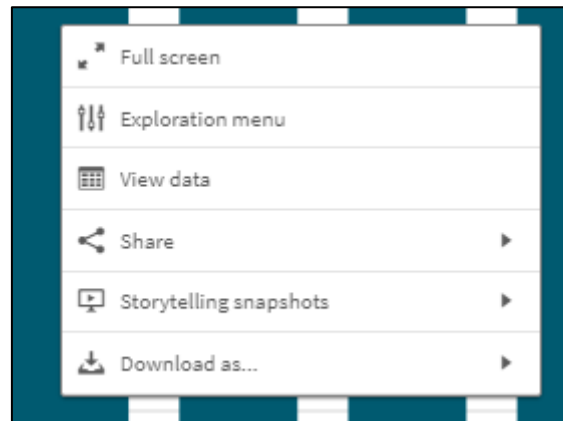 Full screen
Exploration menu
View data
Share
Storytelling snapshots
Download as...